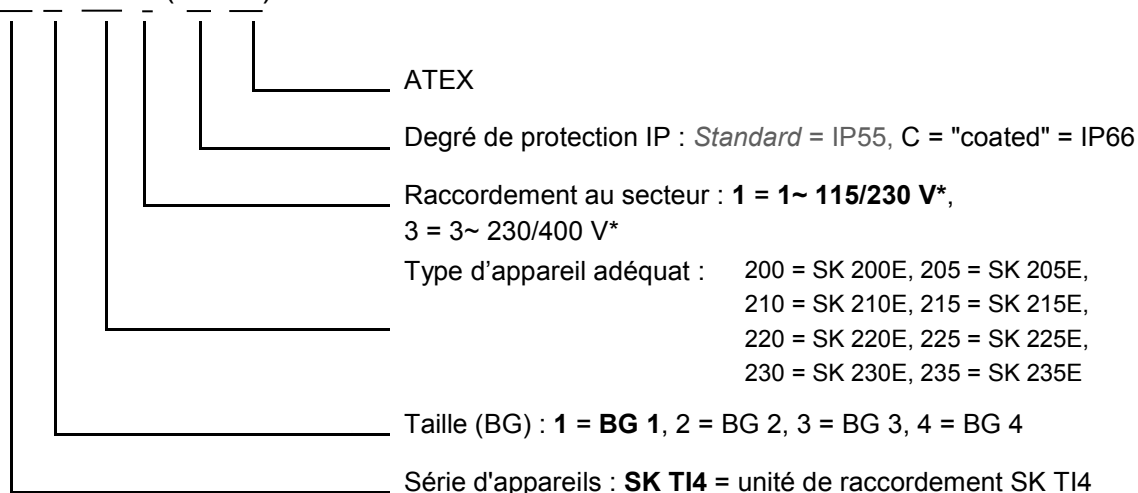 ATEX
Degré de protection IP : Standard = IP55, C = "coated" = IP66
Raccordement au secteur : 1 = 1~ 115/230 V*,
3 = 3~ 230/400 V*
Type d’appareil adéquat : 200 = SK 200E, 205 = SK 205E,
210 = SK 210E, 215 = SK 215E,
220 = SK 220E, 225 = SK 225E,
230 = SK 230E, 235 = SK 235E
Taille (BG) : 1 = BG 1, 2 = BG 2, 3 = BG 3, 4 = BG 4
Série d'appareils : SK TI4 = unité de raccordement SK TI4